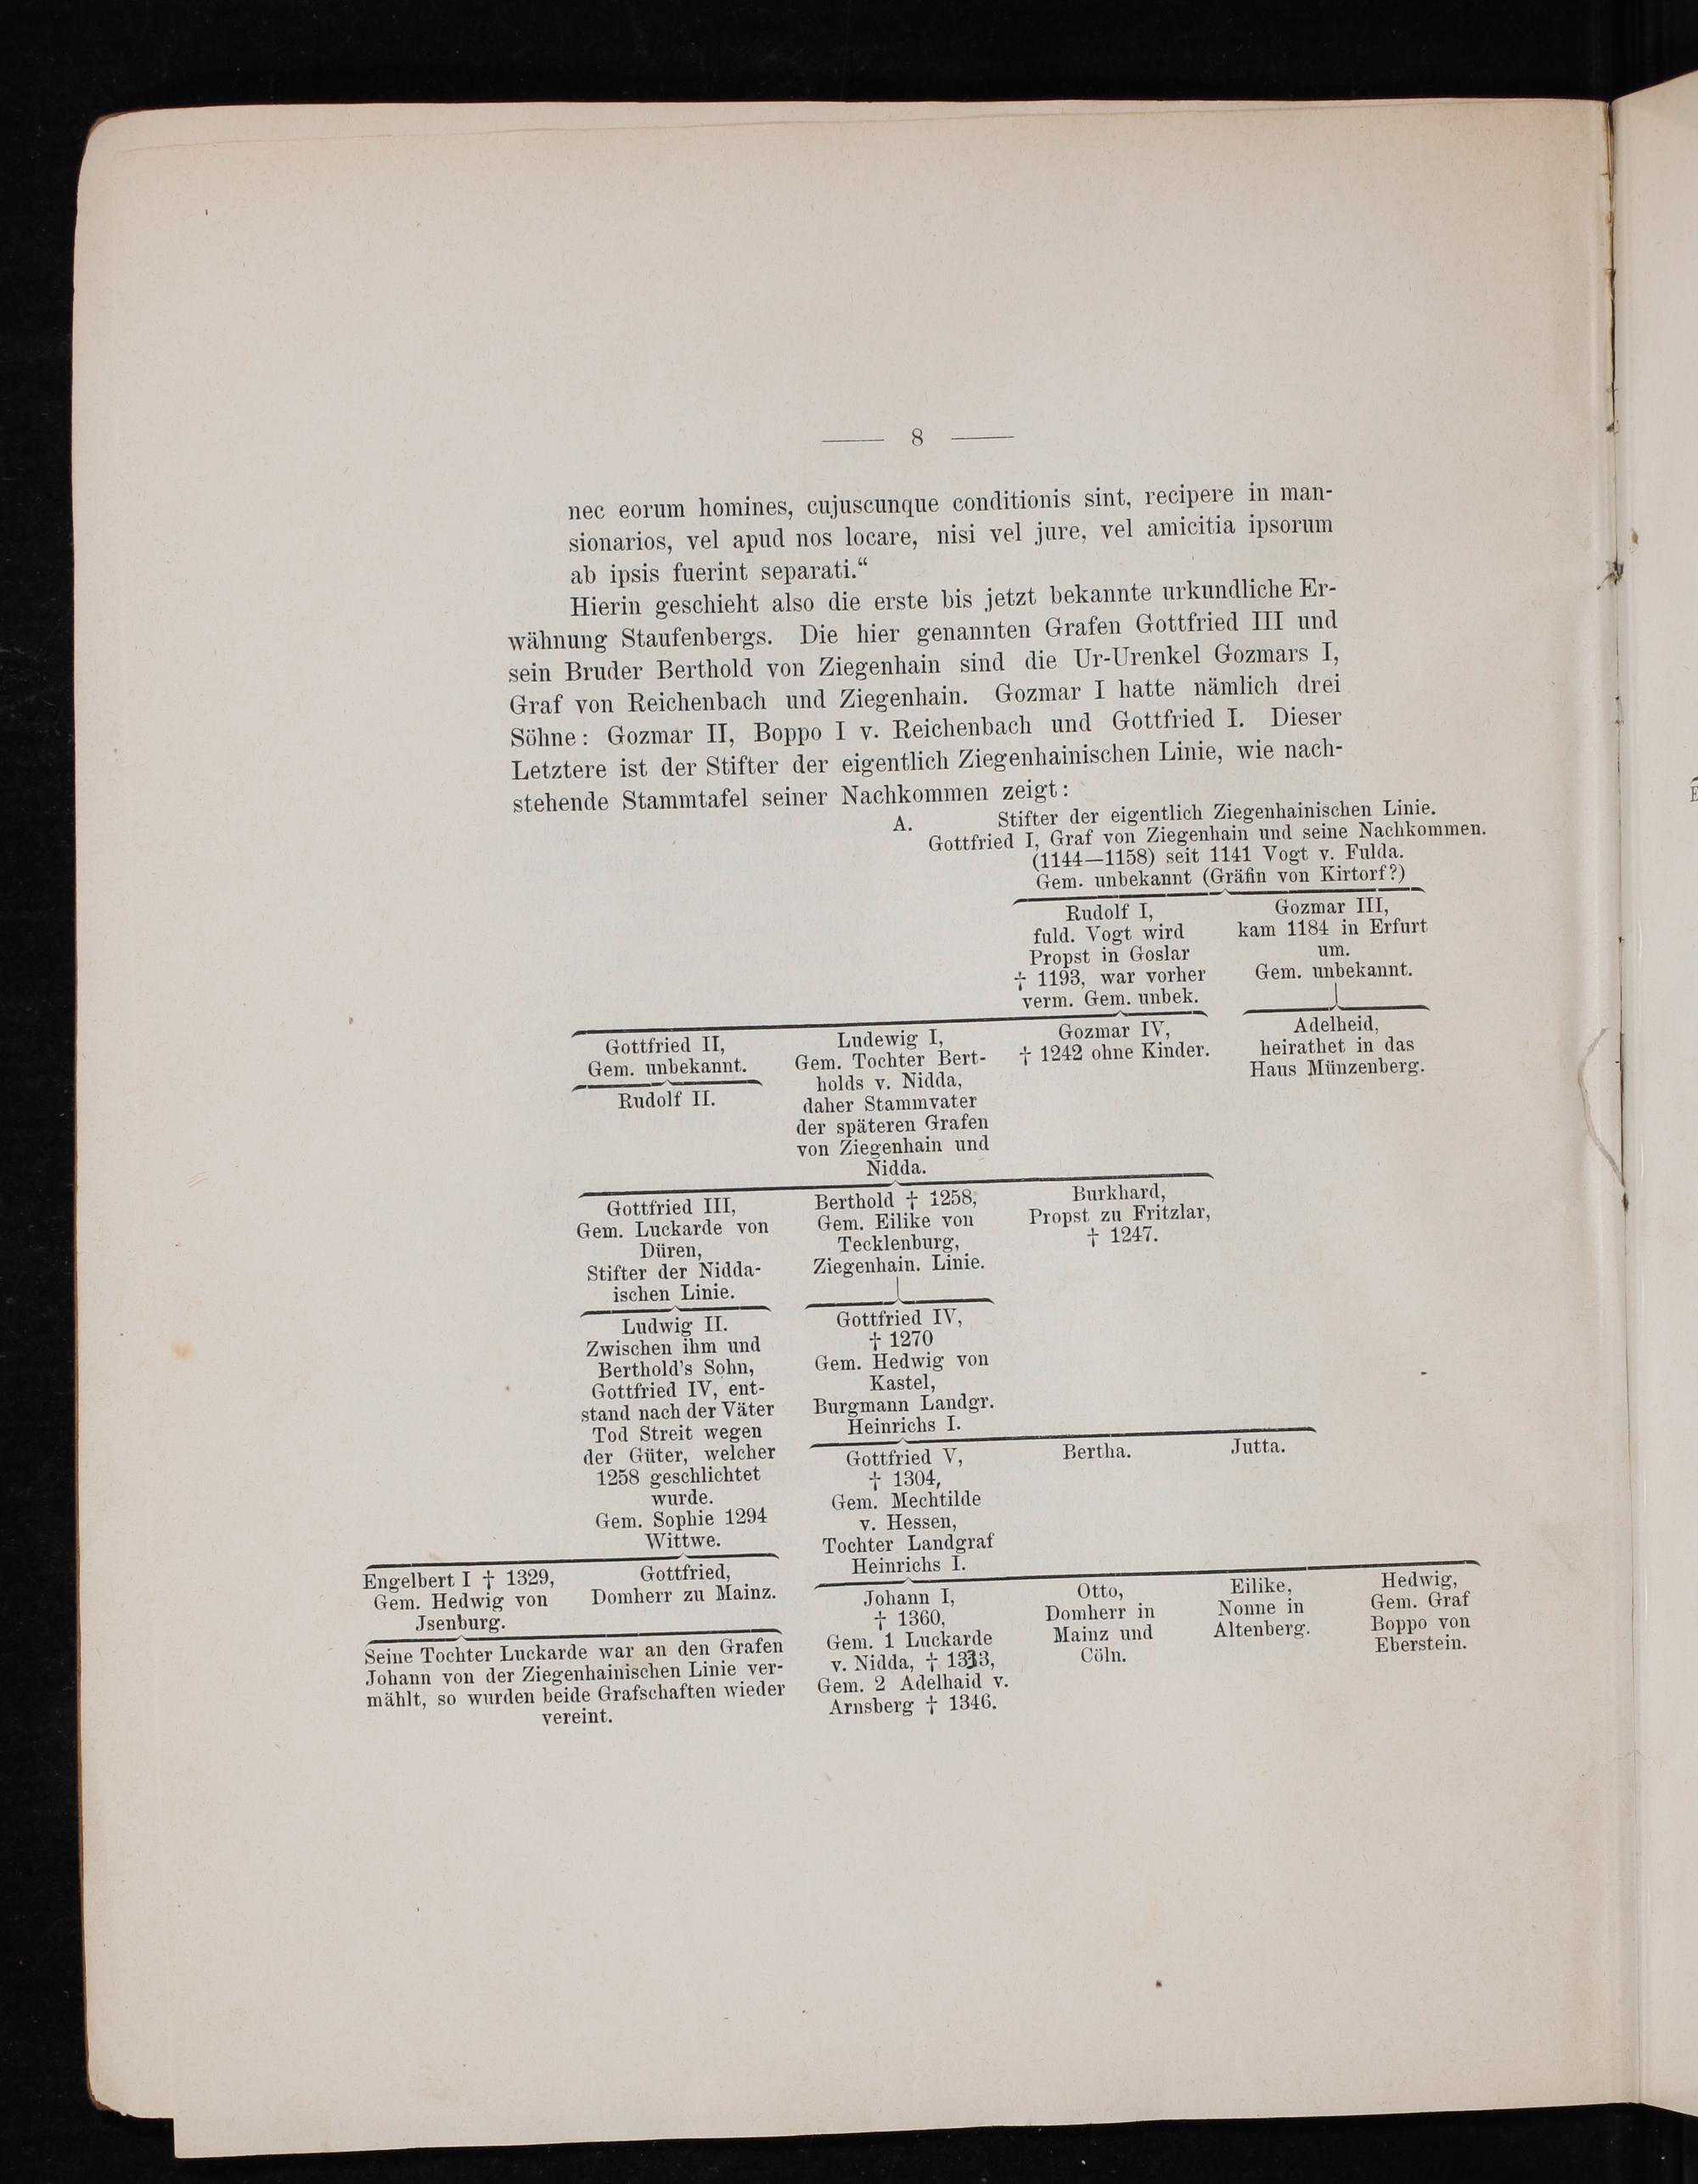 8
nec eorum homines, cujuscunque conditionis sint, recipere in man-
sionarios, vel apud nos locare, nisi vel jure, vel amicitia ipsorum
ab ipsis fuerint separati.“
Hierin geschieht also die erste bis jetzt bekannte urkundliche Er-
wähnung Staufenbergs. Die hier genannten Grafen Gottfried III und
sein Bruder Berthold von Ziegenhain sind die Ur-Urenkel Gozmars I,
Graf von Reichenbach und Ziegenhain. Gozmar I hatte nämlich drei
Söhne: Gozmar II, Boppo I v. Reichenbach und Gottfried I. Dieser
Letztere ist der Stifter der eigentlich Ziegenhainischen Linie, wie nach-
stehende Stammtafel seiner Nachkommen zeigt:
A. Stifter der eigentlich Ziegenhainischen Linie.
Gottfried I, Graf von Ziegenhain und seine Nachkommen.
(1144—1158) seit 1141 Vogt v. Fulda.
Gem. unbekannt (Gräfin von Kirtorf?)
Rudolf I,
fuld. Vogt wird
Propst in Goslar
† 1193, war vorher
verm. Gem. unbek.
Gozmar III,
kam 1184 in Erfurt
um.
Gem. unbekannt.
Gottfried II,
Gem. unbekannt.
Rudolf II.
Ludewig I,
Gem. Tochter Bert-
holds v. Nidda,
daher Stammvater
der späteren Grafen
von Ziegenhain und
Nidda.
Gozmar IV,
† 1242 ohne Kinder.
Adelheid,
heirathet in das
Haus Münzenberg.
Gottfried III,
Gem. Luckarde von
Düren,
Stifter der Nidda-
ischen Linie.
Berthold † 1258,
Gem. Eilike von
Tecklenburg,
Ziegenhain. Linie.
Burkhard,
Propst zu Fritzlar,
† 1247.
Ludwig II.
Zwischen ihm und
Berthold's Sohn,
Gottfried IV, ent-
stand nach der Väter
Tod Streit wegen
der Güter, welcher
1258 geschlichtet
wurde.
Gem. Sophie 1294
Wittwe.
Gottfried IV,
† 1270
Gem. Hedwig von
Kastel,
Burgmann Landgr.
Heinrichs I.
Gottfried V,
† 1304,
Gem. Mechtilde
v. Hessen,
Tochter Landgraf
Heinrichs I.
Bertha.
Jutta.
Engelbert I † 1329,
Gem. Hedwig von
Jsenburg.
Gottfried,
Domherr zu Mainz.
Seine Tochter Luckarde war an den Grafen
Johann von der Ziegenhainischen Linie ver-
mählt, so wurden beide Grafschaften wieder
vereint.
Johann I,
† 1360,
Gem. 1 Luckarde
v. Nidda, † 1333,
Gem. 2 Adelhaid v.
Arnsberg † 1346.
Otto,
Domherr in
Mainz und
Cöln.
Eilike,
Nonne in
Altenberg.
Hedwig,
Gem. Graf
Boppo von
Eberstein.